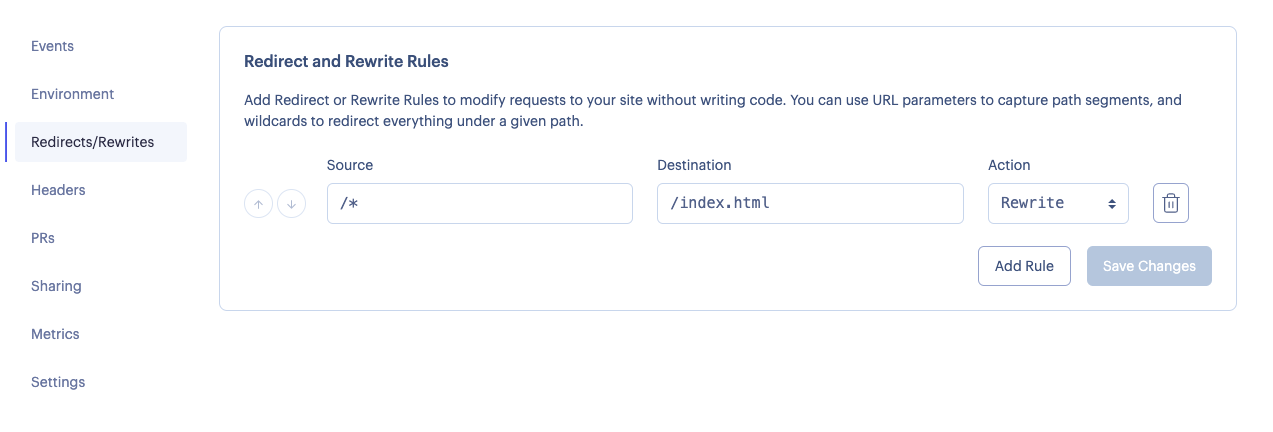 Events
Environment
Redirects/Rewrites
Headers
PRs
Sharing
Metrics
Settings
Redirect and Rewrite Rules
Add Redirect or Rewrite Rules to modify requests to your site without writing code. You can use URL parameters to capture path segments, and
wildcards to redirect everything under a given path.
Source Destination Action
/* /index.html Rewrite
Add Rule Save Changes